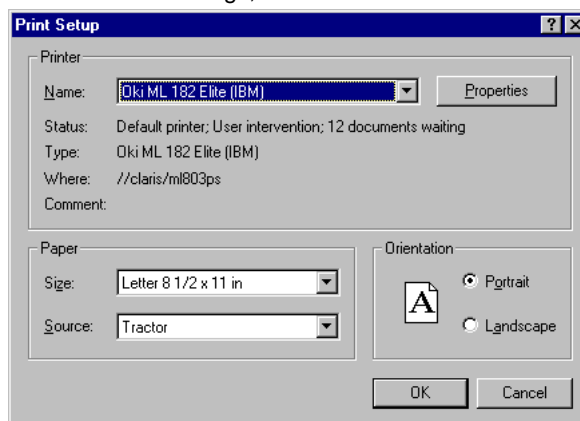 Print Setup
Printer
Name: Oki ML 182 Elite (IBM) Properties
Status: Default printer; User intervention; 12 documents waiting
Type: Oki ML 182 Elite (IBM)
Where: //claris/ml803ps
Comment:
Paper Orientation
Size: Letter 8 1/2 x 11 in Portrait
A
Source: Tractor Landscape
OK Cancel